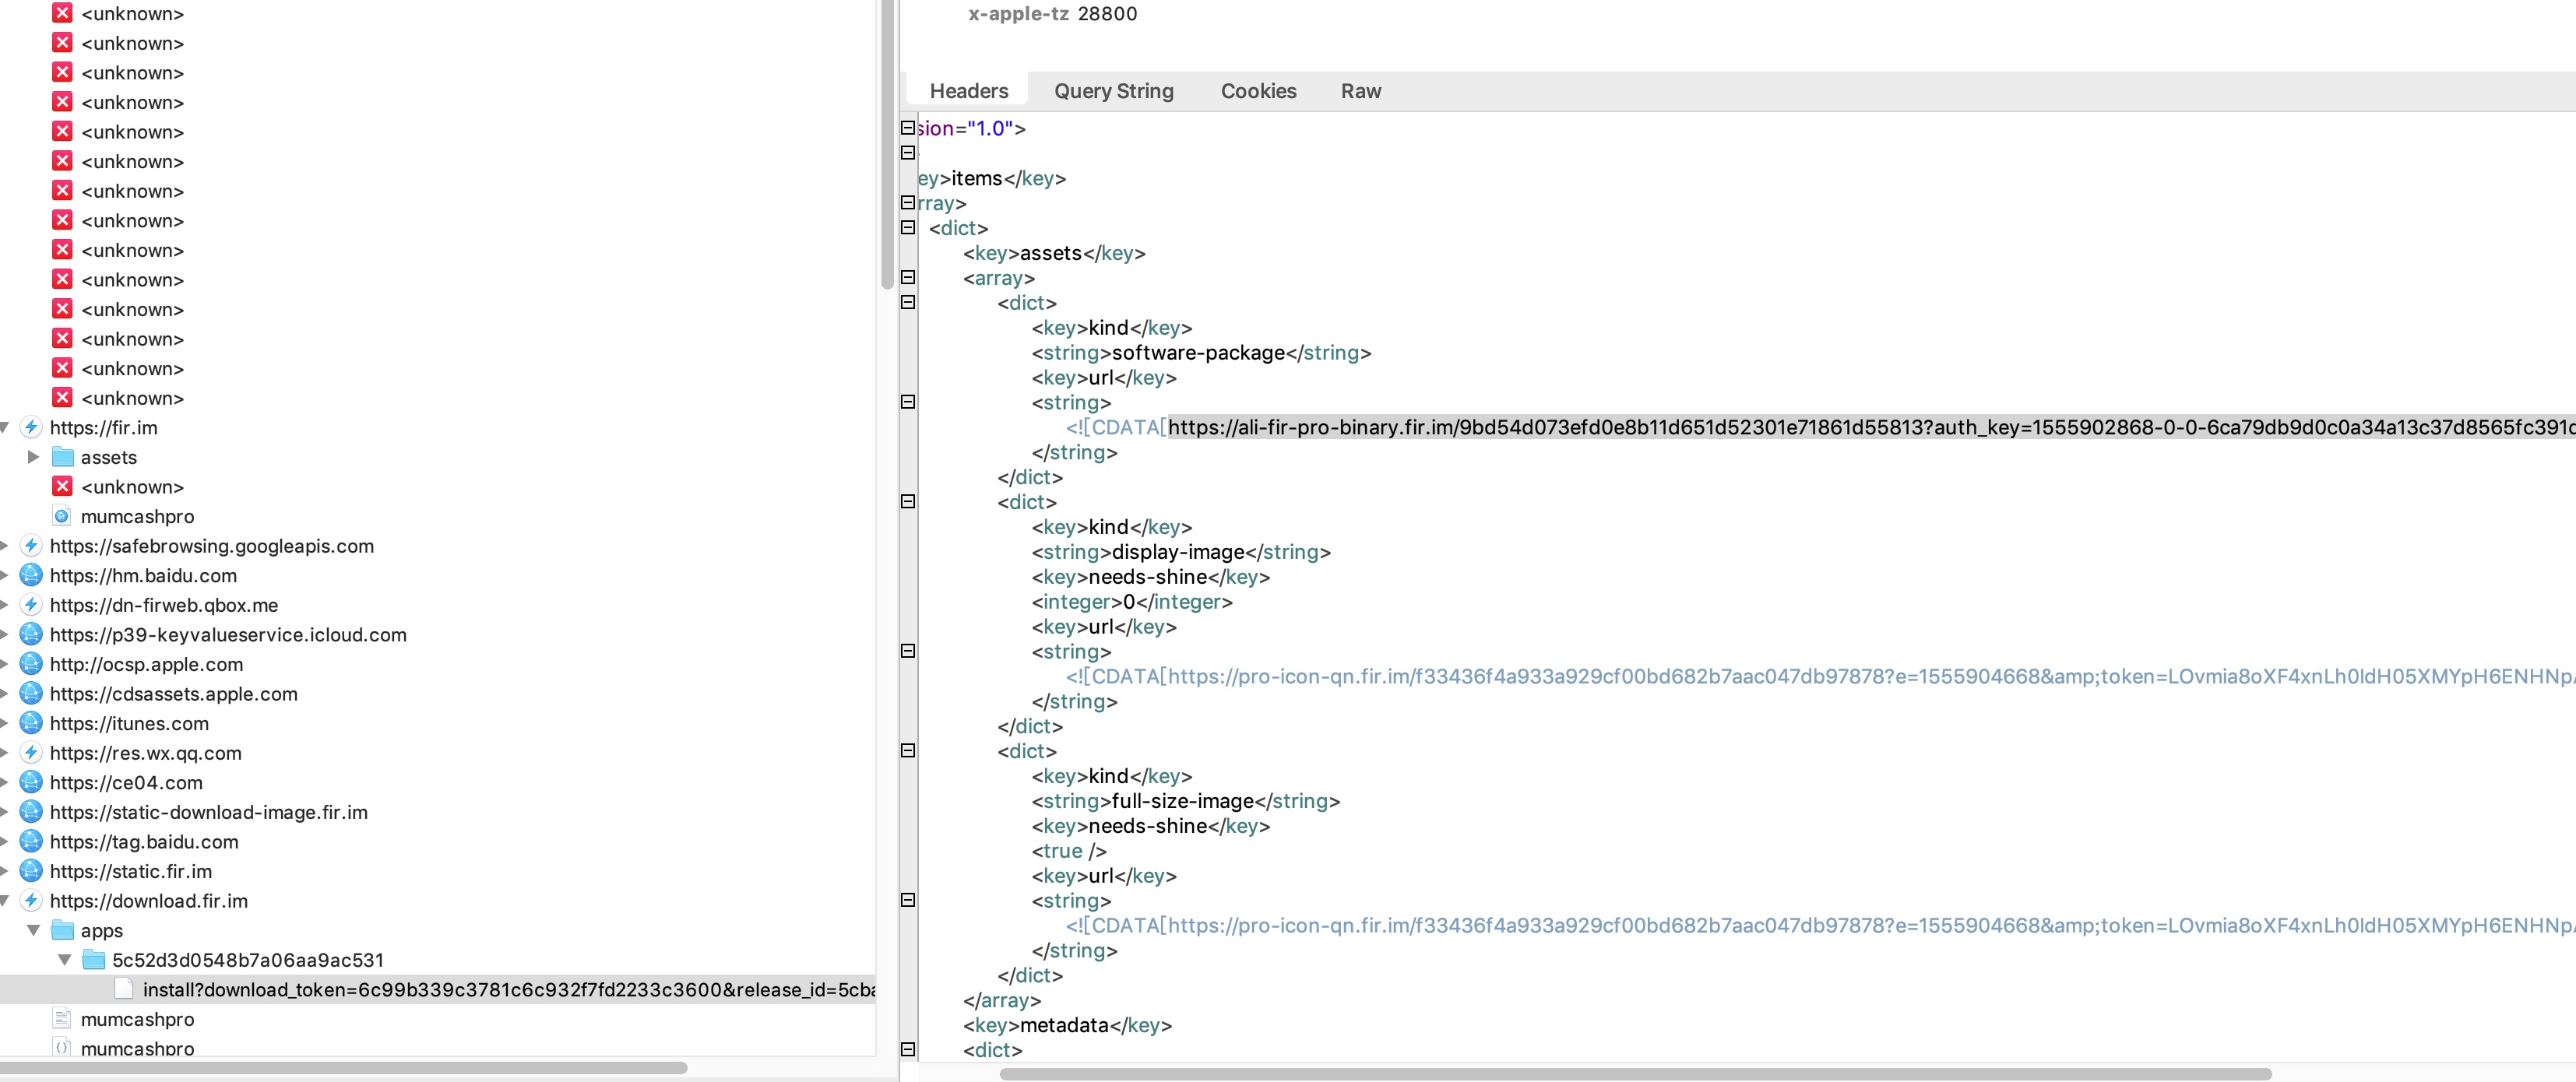 <unknown>
<unknown>
<unknown>
<unknown>
<unknown>
<unknown>
<unknown>
<unknown>
<unknown>
<unknown>
<unknown>
<unknown>
<unknown>
<unknown>
https://fir.im
assets
<unknown>
mumcashpro
https://safebrowsing.googleapis.com
https://hm.baidu.com
https://dn-firweb.qbox.me
https://p39-keyvalueservice.icloud.com
http://ocsp.apple.com
https://cdsassets.apple.com
https://itunes.com
https://res.wx.qq.com
https://ce04.com
https://static-download-image.fir.im
https://tag.baidu.com
https://static.fir.im
https://download.fir.im
apps
5c52d3d0548b7a06aa9ac531
install?download_token=6c99b339c3781c6c932f7fd2233c3600&release_id=5cba
mumcashpro
mumcashpro
x-apple-tz 28800
Headers Query String Cookies Raw
sion="1.0">
ey>items</key>
rray>
<dict>
<key>assets</key>
<array>
<dict>
<key>kind</key>
<string>software-package</string>
<key>url</key>
<string>
<![CDATA[https://ali-fir-pro-binary.fir.im/9bd54d073efd0e8b11d651d52301e71861d55813?auth_key=1555902868-0-0-6ca79db9d0c0a34a13c37d8565fc391c
</string>
</dict>
<dict>
<key>kind</key>
<string>display-image</string>
<key>needs-shine</key>
<integer>0</integer>
<key>url</key>
<string>
<![CDATA[https://pro-icon-qn.fir.im/f33436f4a933a929cf00bd682b7aac047db97878?e=1555904668&amp;token=LOvmia8oXF4xnLh0IdH05XMYpH6ENHNp
</string>
</dict>
<dict>
<key>kind</key>
<string>full-size-image</string>
<key>needs-shine</key>
<true />
<key>url</key>
<string>
<![CDATA[https://pro-icon-qn.fir.im/f33436f4a933a929cf00bd682b7aac047db97878?e=1555904668&amp;token=LOvmia8oXF4xnLh0IdH05XMYpH6ENHNp
</string>
</dict>
</array>
<key>metadata</key>
<dict>